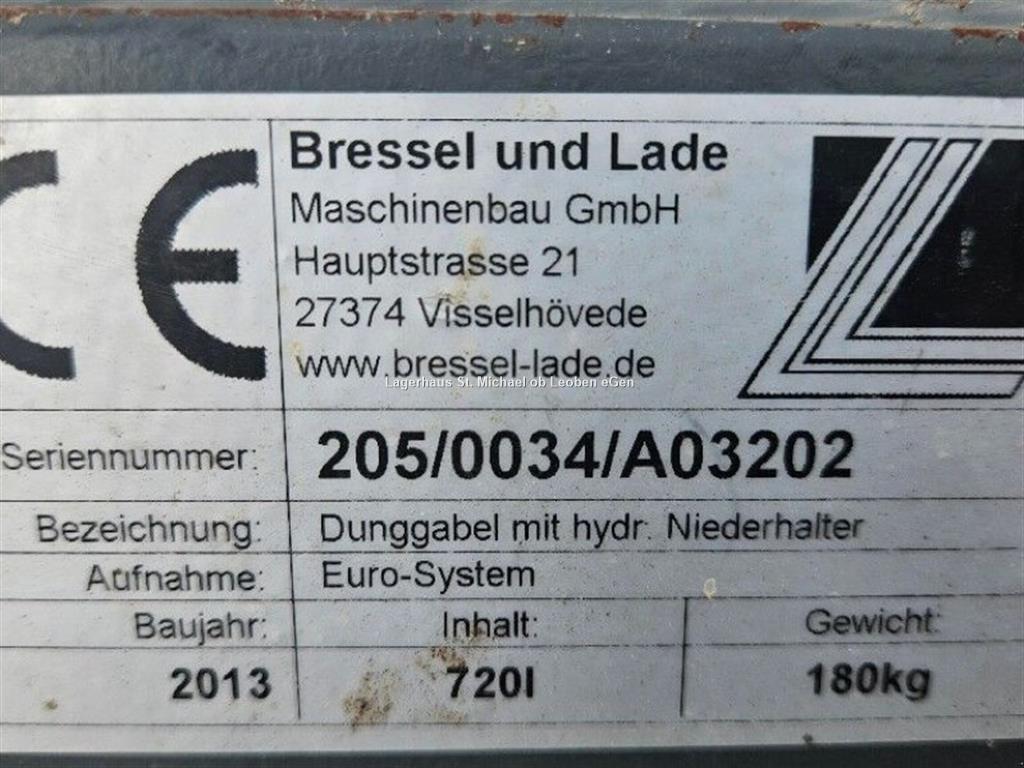 CE
Bressel und Lade
Maschinenbau GmbH
Hauptstrasse 21
27374 Visselhövede
www.bressel-lade.de
Lagerhaus St. Michael ob Leoben eGen
Seriennummer: 205/0034/A03202
Bezeichnung: Dunggabel mit hydr. Niederhalter
Aufnahme: Euro-System
Baujahr: Inhalt: Gewicht:
2013 720l 180kg